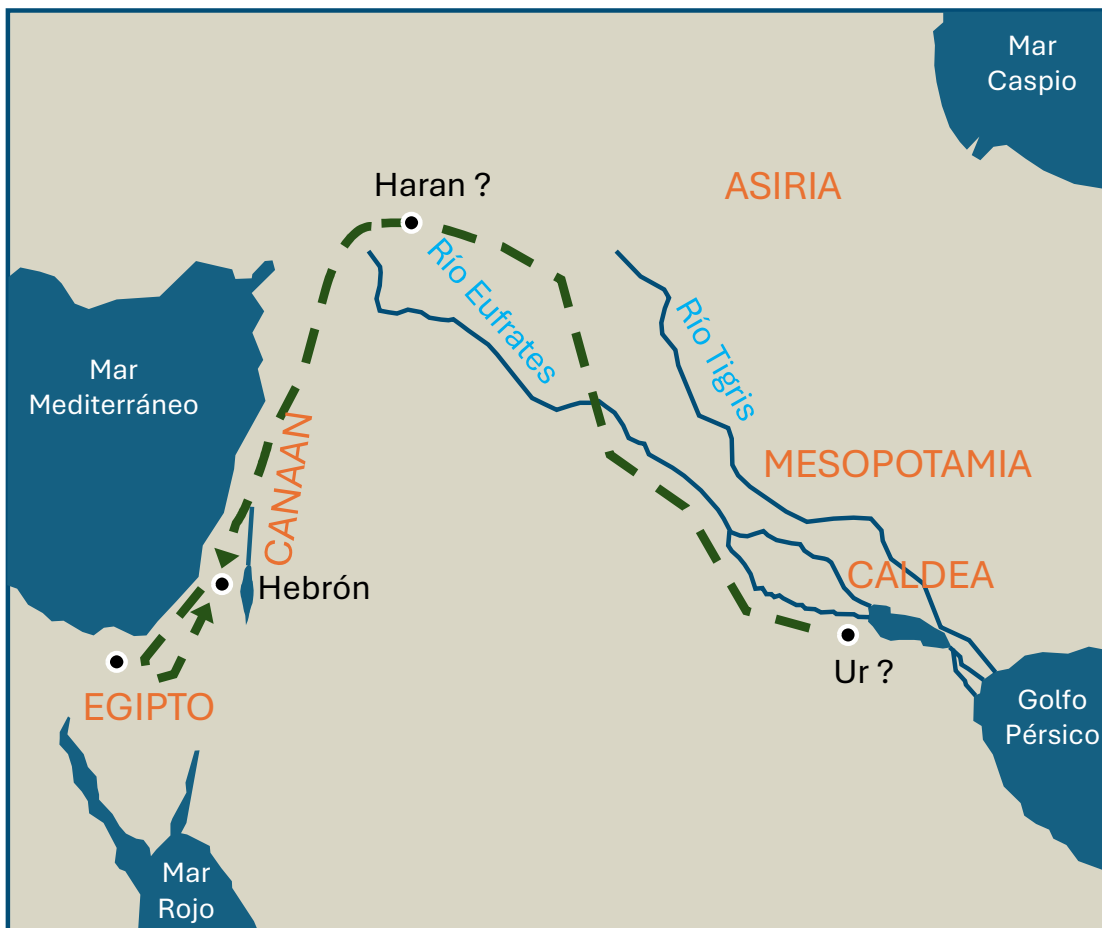 Mar
Caspio
Haran ?
ASIRIA
Río Eufrates
Río Tigris
Mar
Mediterráneo
CANAAN
MESOPOTAMIA
CALDEA
Hebrón
Ur ?
EGIPTO
Golfo
Pérsico
Mar
Rojo